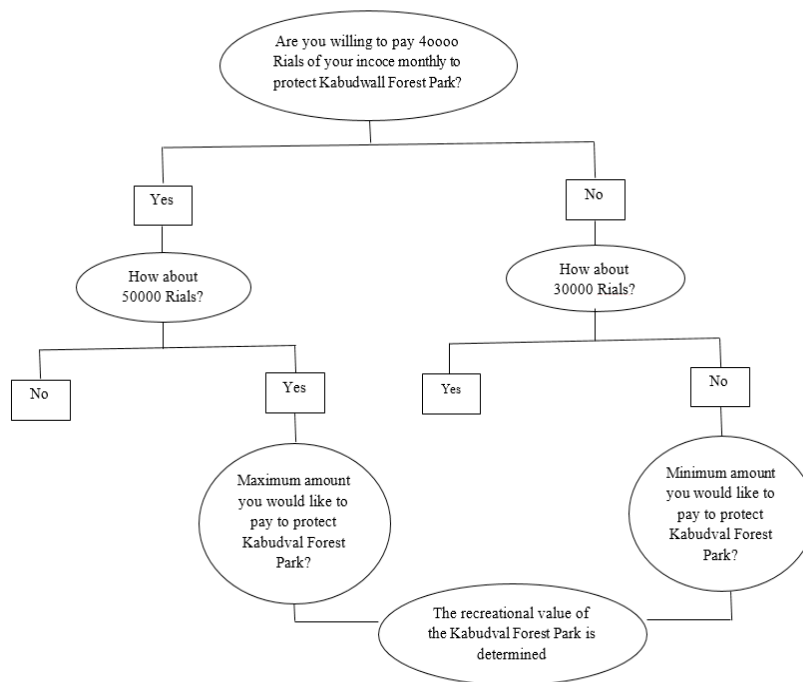 Are you willing to pay 4oooo
Rials of your incoce monthly to
protect Kabudwall Forest Park?
Yes
No
How about
50000 Rials?
How about
30000 Rials?
No
Yes
Yes
No
Maximum amount
you would like to
pay to protect
Kabudval Forest
Park?
Minimum amount
you would like to
pay to protect
Kabudval Forest
Park?
The recreational value of
the Kabudval Forest Park is
determined